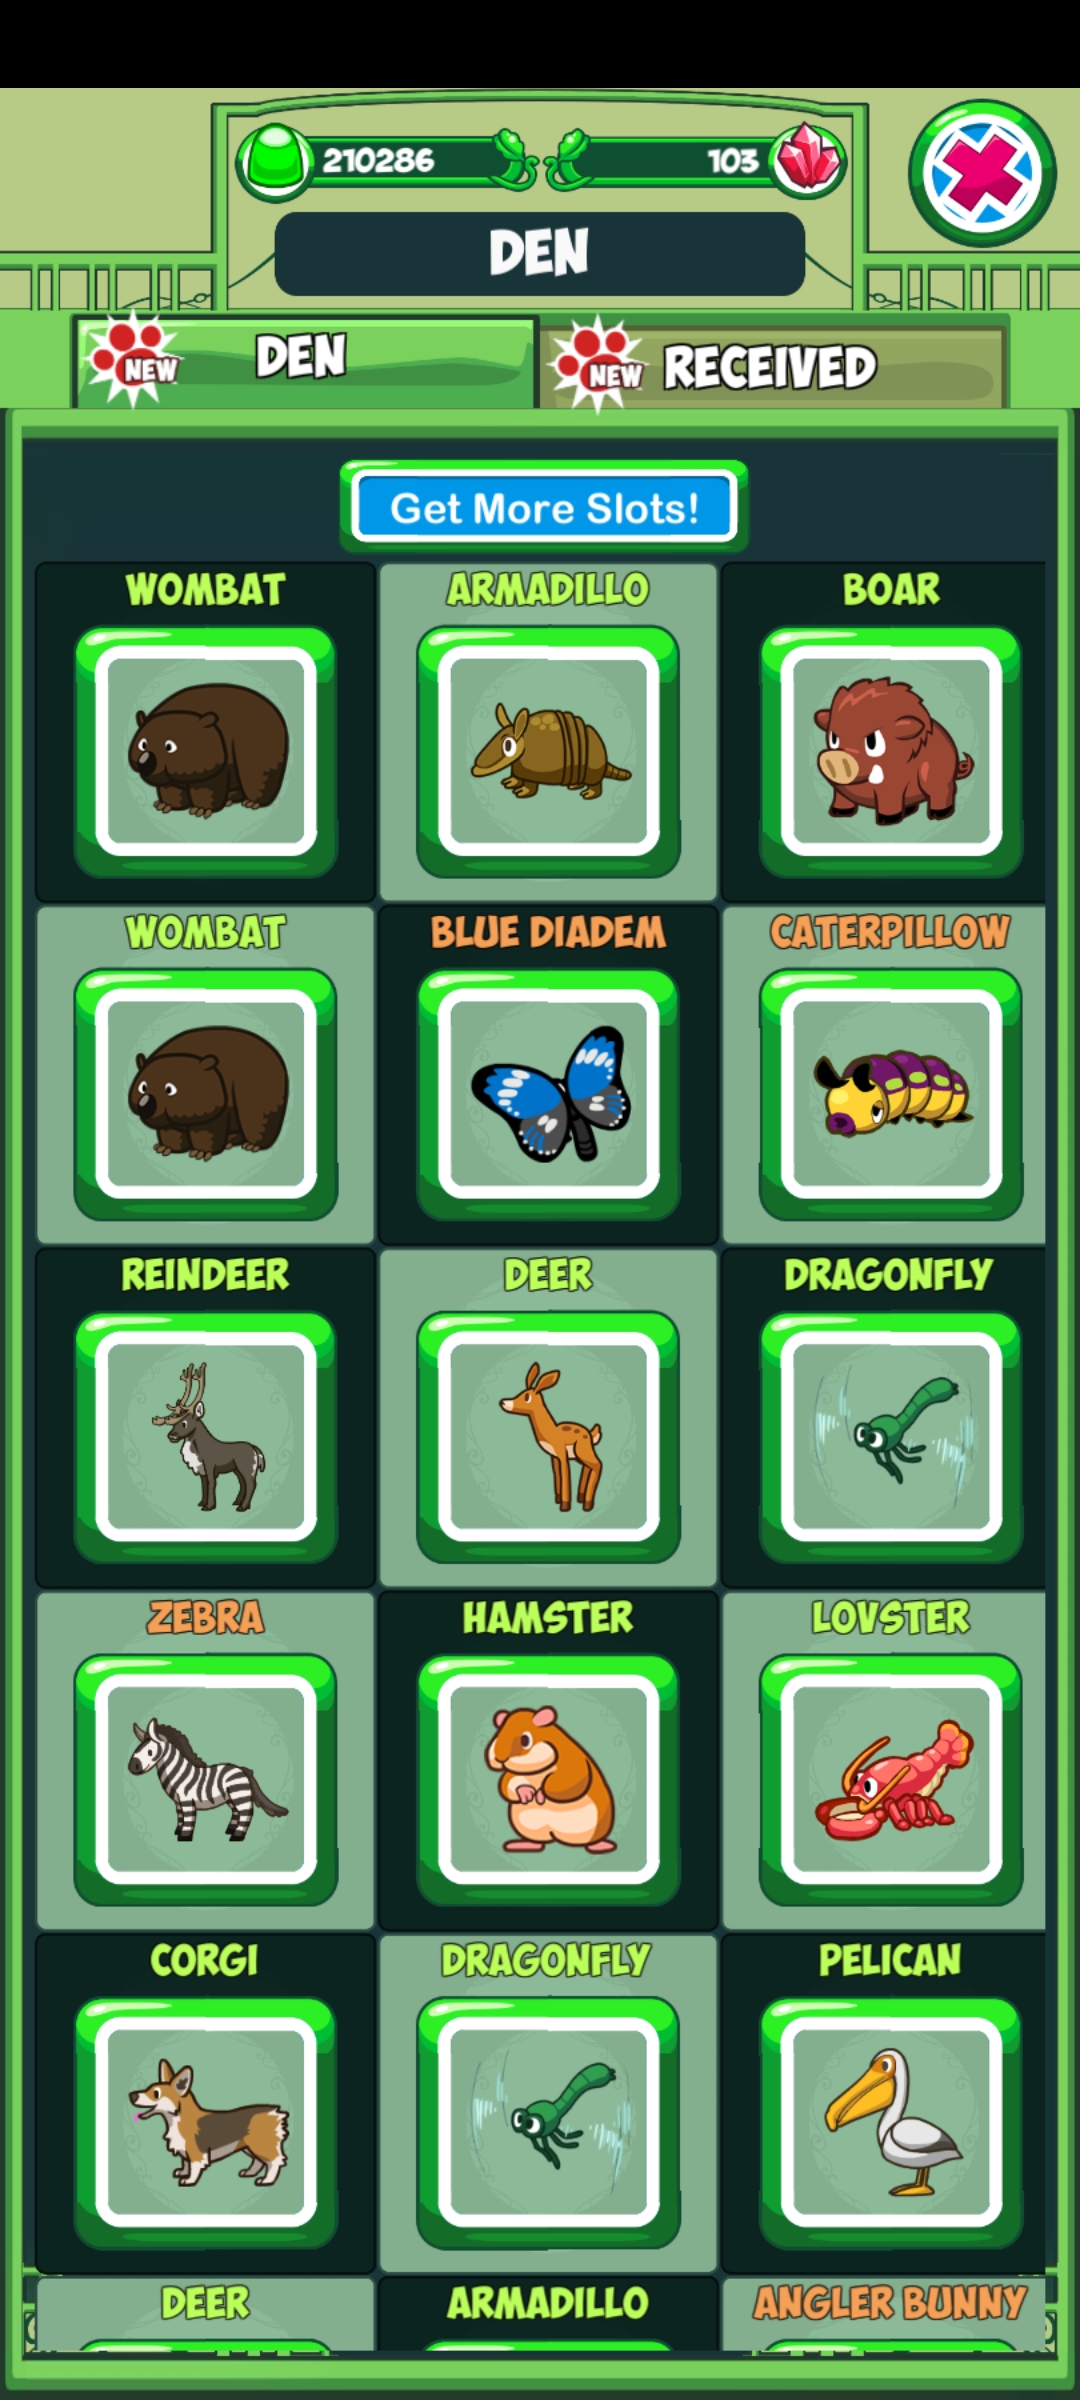 210286 103
DEN
NEW DEN NEW RECEIVED
Get More Slots!
WOMBAT ARMADILLO BOAR
WOMBAT BLUE DIADEM CATERPILLOW
REINDEER DEER DRAGONFLY
ZEBRA HAMSTER LOVSTER
CORGI DRAGONFLY PELICAN
DEER ARMADILLO ANGLER BUNNY